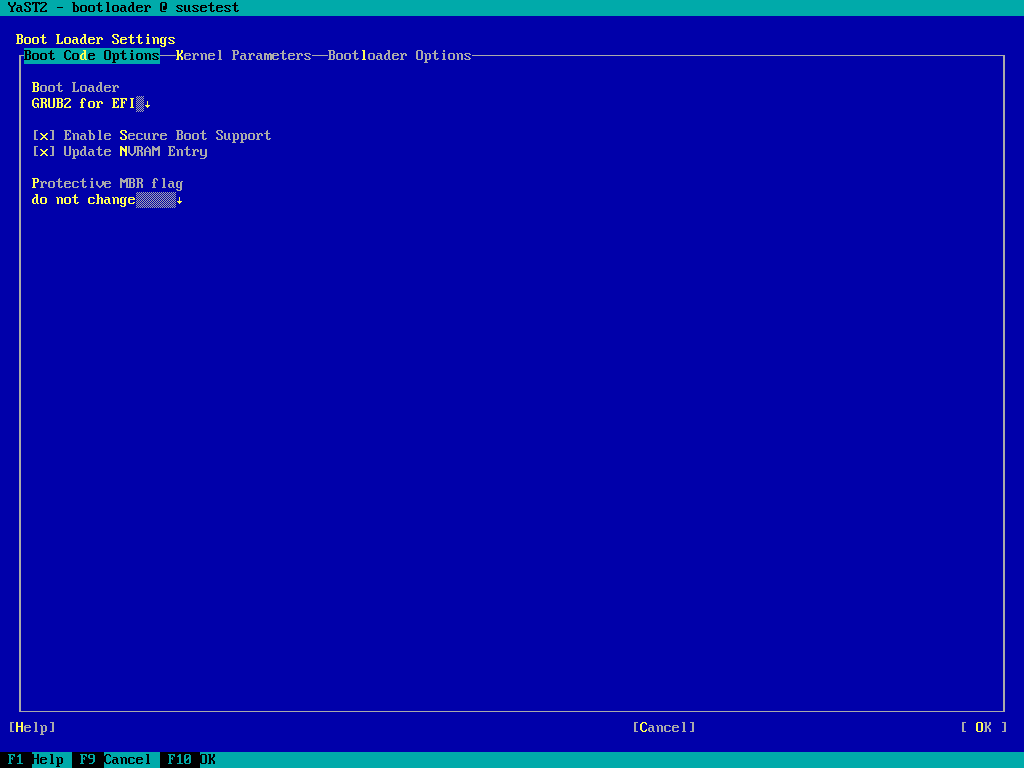 YaST2 - bootloader @ susetest
Boot Loader Settings
Boot Code Options Kernel Parameters Bootloader Options
Boot Loader
GRUB2 for EFI↓
[x] Enable Secure Boot Support
[x] Update NVRAM Entry
Protective MBR flag
do not change↓
[Help] [Cancel] [ OK ]
F1 Help F9 Cancel F10 OK